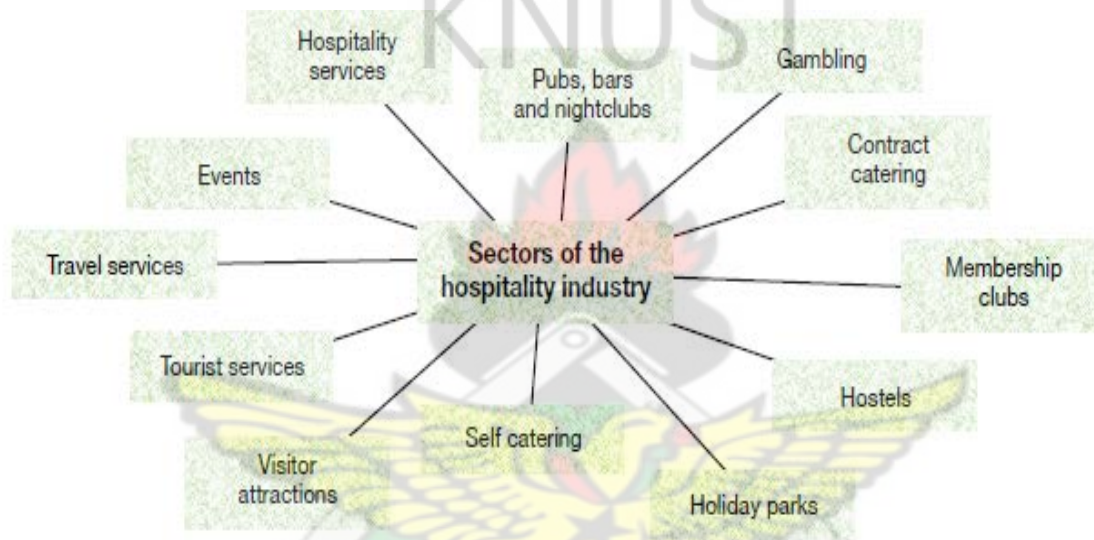 KNUST
Hospitality
services
Pubs, bars
and nightclubs
Gambling
Contract
catering
Events
Sectors of the
hospitality industry
Travel services
Membership
clubs
Tourist services
Hostels
Self catering
Visitor
attractions
Holiday parks